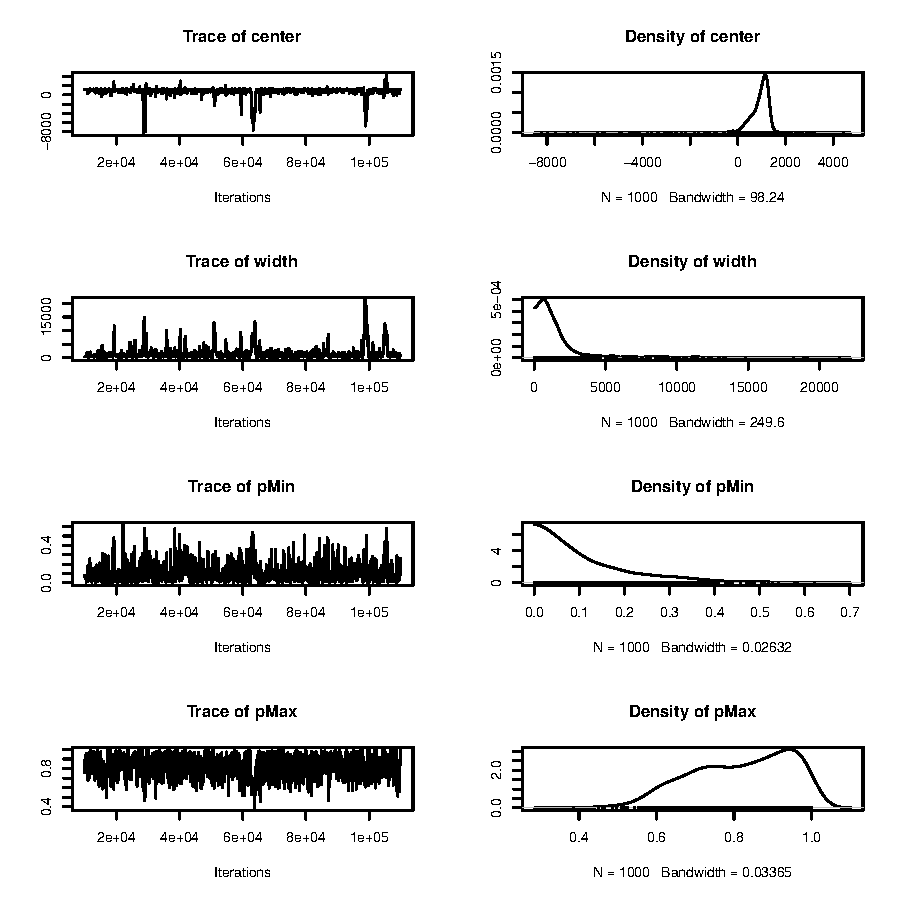 Trace of center
0
−8000
2e+04 4e+04 6e+04 8e+04 1e+05
Iterations
Density of center
0.0015
0.0000
−8000 −4000 0 2000 4000
N = 1000 Bandwidth = 98.24
Trace of width
15000
0
2e+04 4e+04 6e+04 8e+04 1e+05
Iterations
Density of width
5e−04
0e+00
0 5000 10000 15000 20000
N = 1000 Bandwidth = 249.6
Trace of pMin
0.4
0.0
2e+04 4e+04 6e+04 8e+04 1e+05
Iterations
Density of pMin
4
0
0.0 0.1 0.2 0.3 0.4 0.5 0.6 0.7
N = 1000 Bandwidth = 0.02632
Trace of pMax
0.8
0.4
2e+04 4e+04 6e+04 8e+04 1e+05
Iterations
Density of pMax
2.0
0.0
0.4 0.6 0.8 1.0
N = 1000 Bandwidth = 0.03365